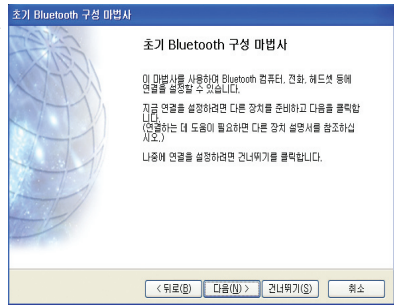 초기 Bluetooth 구성 마법사
초기 Bluetooth 구성 마법사
이 마법사를 사용하여 Bluetooth 컴퓨터, 전화, 헤드셋 등에
연결을 설정할 수 있습니다.
지금 연결을 설정하려면 다른 장치를 준비하고 다음을 클릭합
니다.
(연결하는 데 도움이 필요하면 다른 장치 설명서를 참조하십
시오.)
나중에 연결을 설정하려면 건너뛰기를 클릭합니다.
< 뒤로(B) 다음(N) > 건너뛰기(S) 취소